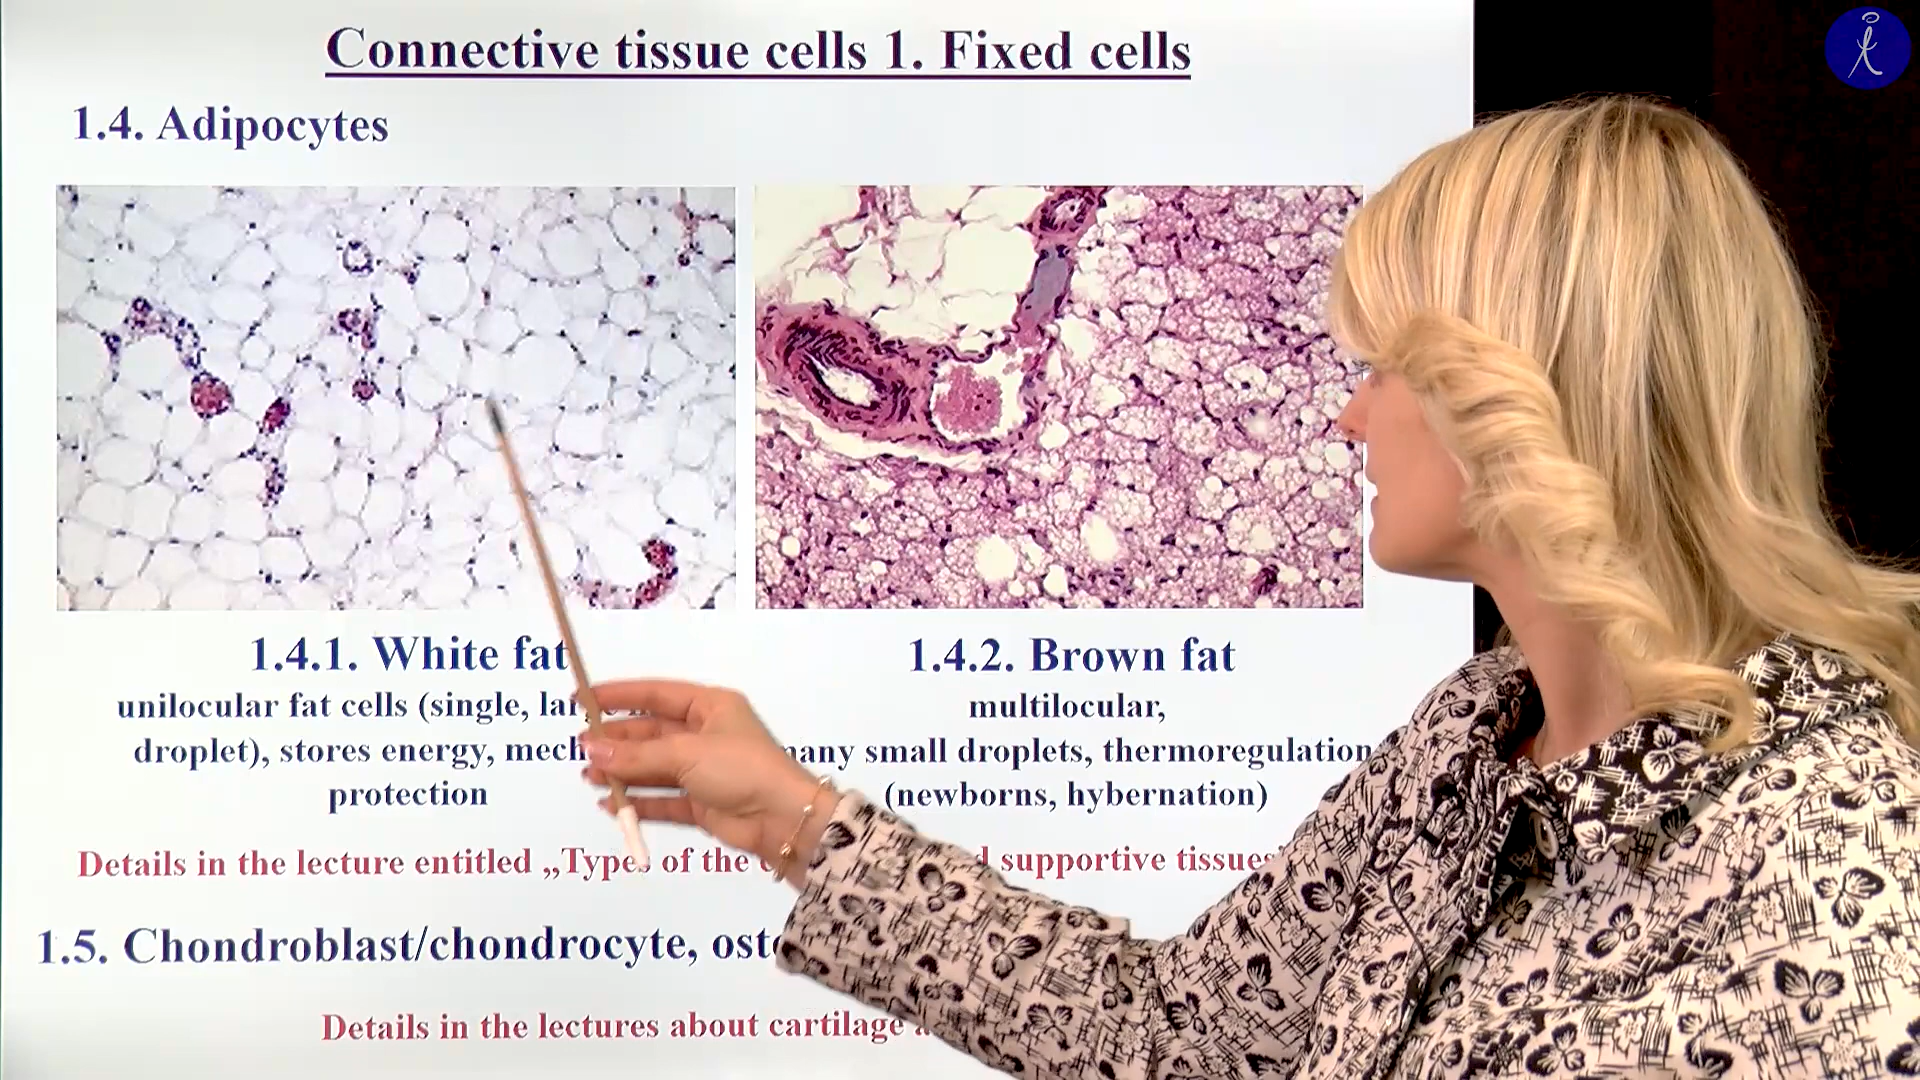 Connective tissue cells 1. Fixed cells
1.4. Adipocytes
1.4.1. White fat
unilocular fat cells (single,
droplet), stores energy,
protection
1.4.2. Brown fat
multilocular,
many small droplets, thermoregulation
(newborns, hybernation)
Details in the lecture entitled „Types of the supportive tissues
1.5. Chondroblast/chondrocyte,
Details in the lectures about cartilage